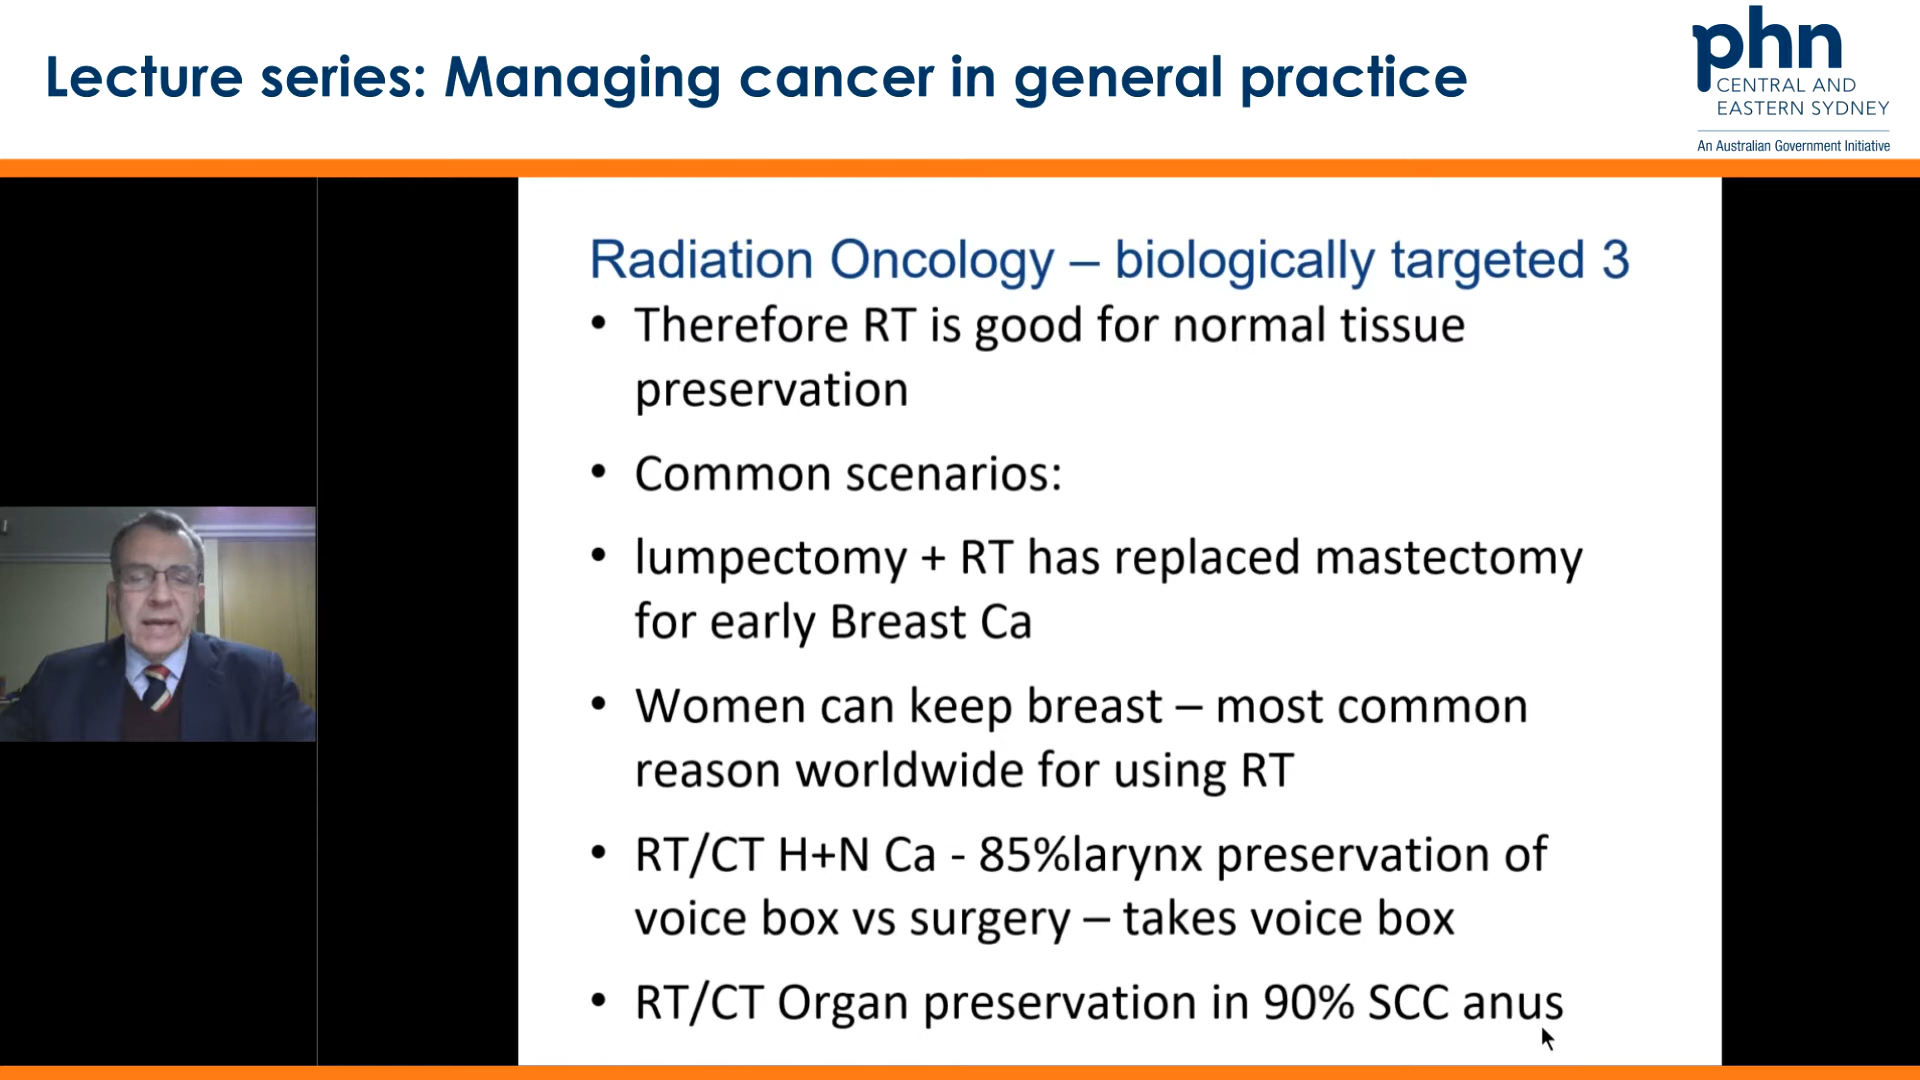 Lecture series: Managing cancer in general practice
phn
CENTRAL AND
EASTERN SYDNEY
An Australian Government Initiative
Radiation Oncology – biologically targeted 3
• Therefore RT is good for normal tissue
preservation
• Common scenarios:
• lumpectomy + RT has replaced mastectomy
for early Breast Ca
• Women can keep breast – most common
reason worldwide for using RT
• RT/CT H+N Ca - 85%larynx preservation of
voice box vs surgery – takes voice box
• RT/CT Organ preservation in 90% SCC anus